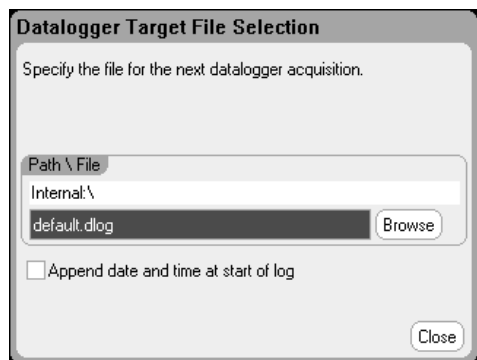 Datalogger Target File Selection
Specify the file for the next datalogger acquisition.
Path \ File
Internal:\
default.dlog
Browse
Append date and time at start of log
Close